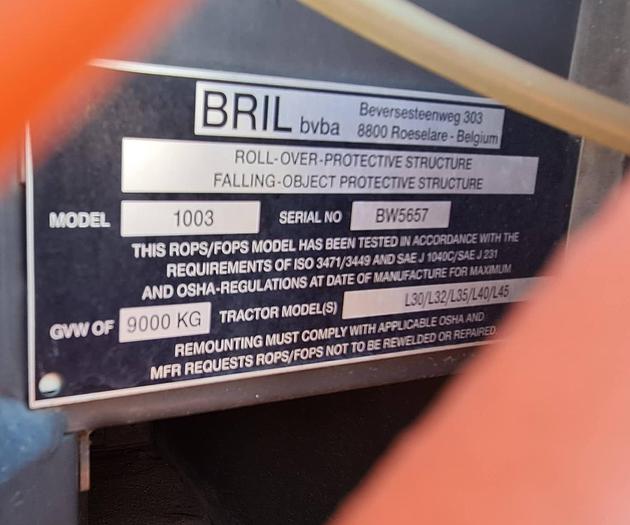 BRIL bvba Beversesteenweg 303
8800 Roeselare - Belgium
ROLL-OVER-PROTECTIVE STRUCTURE
FALLING-OBJECT PROTECTIVE STRUCTURE
MODEL 1003 SERIAL NO BW5657
THIS ROPS/FOPS MODEL HAS BEEN TESTED IN ACCORDANCE WITH THE
REQUIREMENTS OF ISO 3471/3449 AND SAE J 1040C/SAE J 231
AND OSHA-REGULATIONS AT DATE OF MANUFACTURE FOR MAXIMUM
GVW OF 9000 KG TRACTOR MODEL(S) L30/L32/L35/L40/L45
REMOUNTING MUST COMPLY WITH APPLICABLE OSHA AND
MFR REQUESTS ROPS/FOPS NOT TO BE REWELDED OR REPAIRED